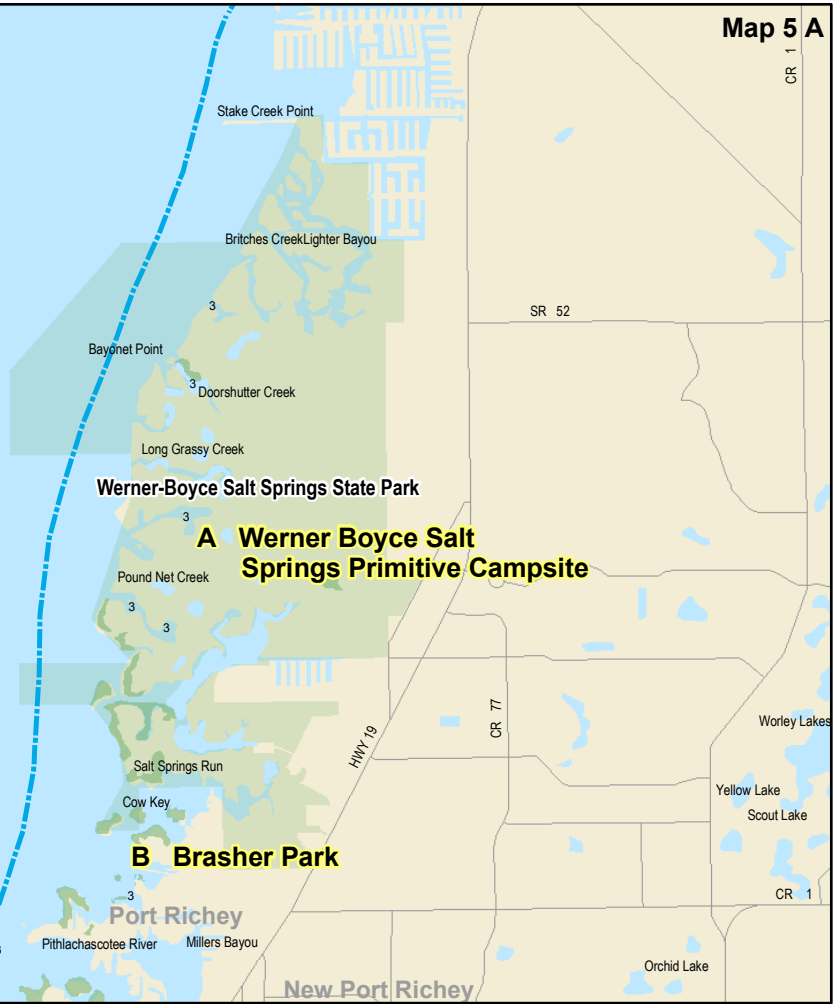 Map 5 A
CR 1
Stake Creek Point
Britches Creek
Lighter Bayou
3
SR 52
Bayonet Point
3
Doorshutter Creek
Long Grassy Creek
Werner-Boyce Salt Springs State Park
3
A Werner Boyce Salt
Springs Primitive Campsite
Pound Net Creek
3
3
CR 77
HWY 19
Worley Lakes
Salt Springs Run
Yellow Lake
Cow Key
Scout Lake
B Brasher Park
3
CR 1
Port Richey
Pithlachascotee River
Millers Bayou
Orchid Lake
New Port Richey